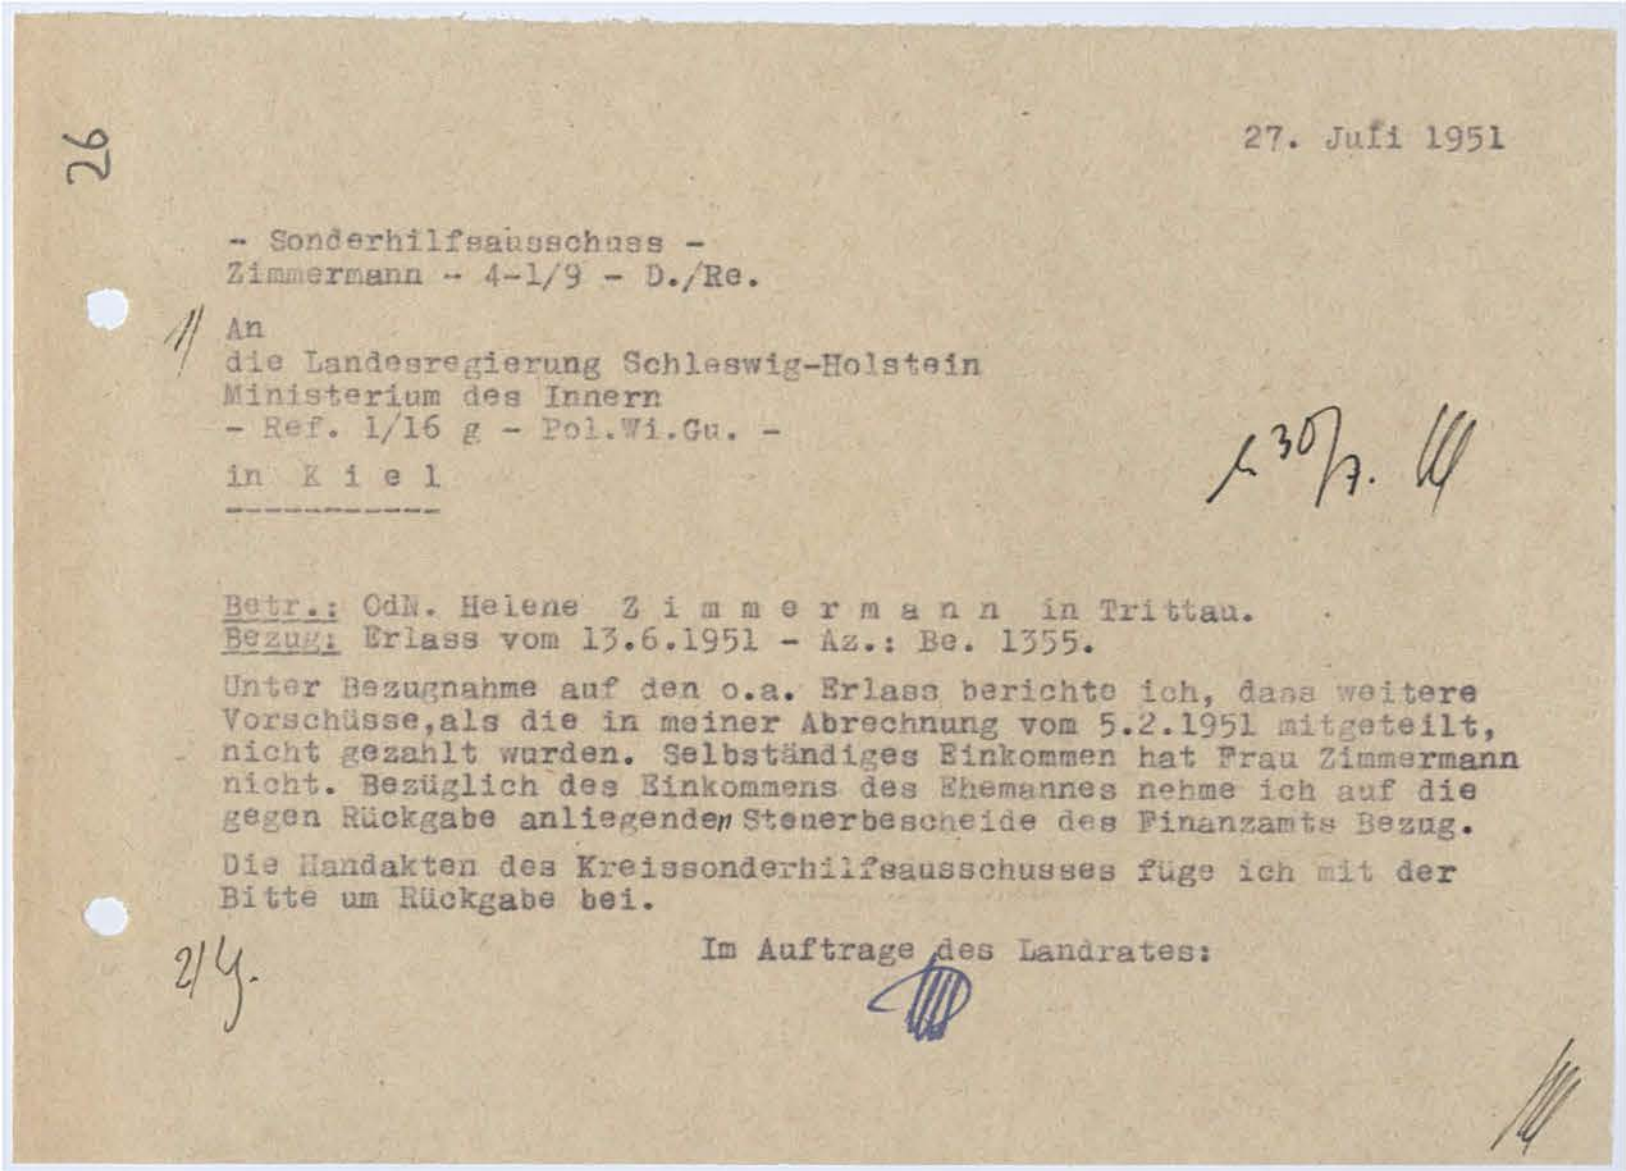 26
27. Juli 1951
- Sonderhilfsausschuss -
Zimmermann - 4-1/9 - D./Re.
1/ An
die Landesregierung Schleswig-Holstein
Ministerium des Innern
- Ref. 1/16 g - Pol.Wi.Gu. -
30/7.
in K i e l
-----------
Betr.: OdN. Helene Z i m m e r m a n n in Trittau.
Bezug: Erlass vom 13.6.1951 - Az.: Be. 1355.
Unter Bezugnahme auf den o.a. Erlass berichte ich, dass weitere
Vorschüsse,als die in meiner Abrechnung vom 5.2.1951 mitgeteilt,
nicht gezahlt wurden. Selbständiges Einkommen hat Frau Zimmermann
nicht. Bezüglich des Einkommens des Ehemannes nehme ich auf die
gegen Rückgabe anliegenden Steuerbescheide des Finanzamts Bezug.
Die Handakten des Kreissonderhilfsausschusses füge ich mit der
Bitte um Rückgabe bei.
Im Auftrage des Landrates:
2/